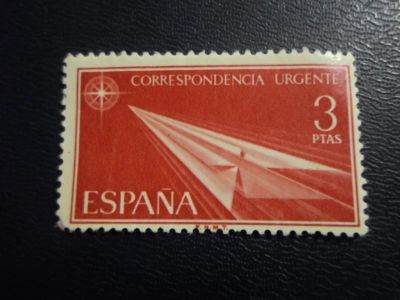 CORRESPONDENCIA URGENTE
3
PTAS
ESPAÑA
F.N.M.T.